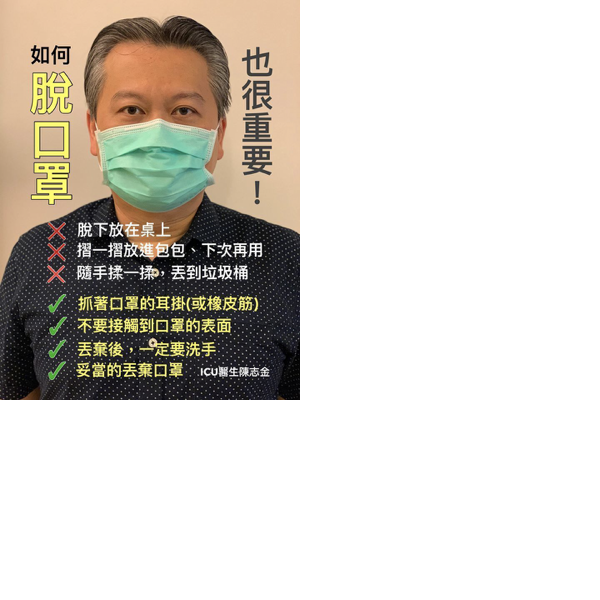 如何
脫口罩
也很重要！
脫下放在桌上
摺一摺放進包包、下次再用
隨手揉一揉，丟到垃圾桶
抓著口罩的耳掛(或橡皮筋)
不要接觸到口罩的表面
丟棄後，一定要洗手
妥當的丟棄口罩
ICU醫生陳志金